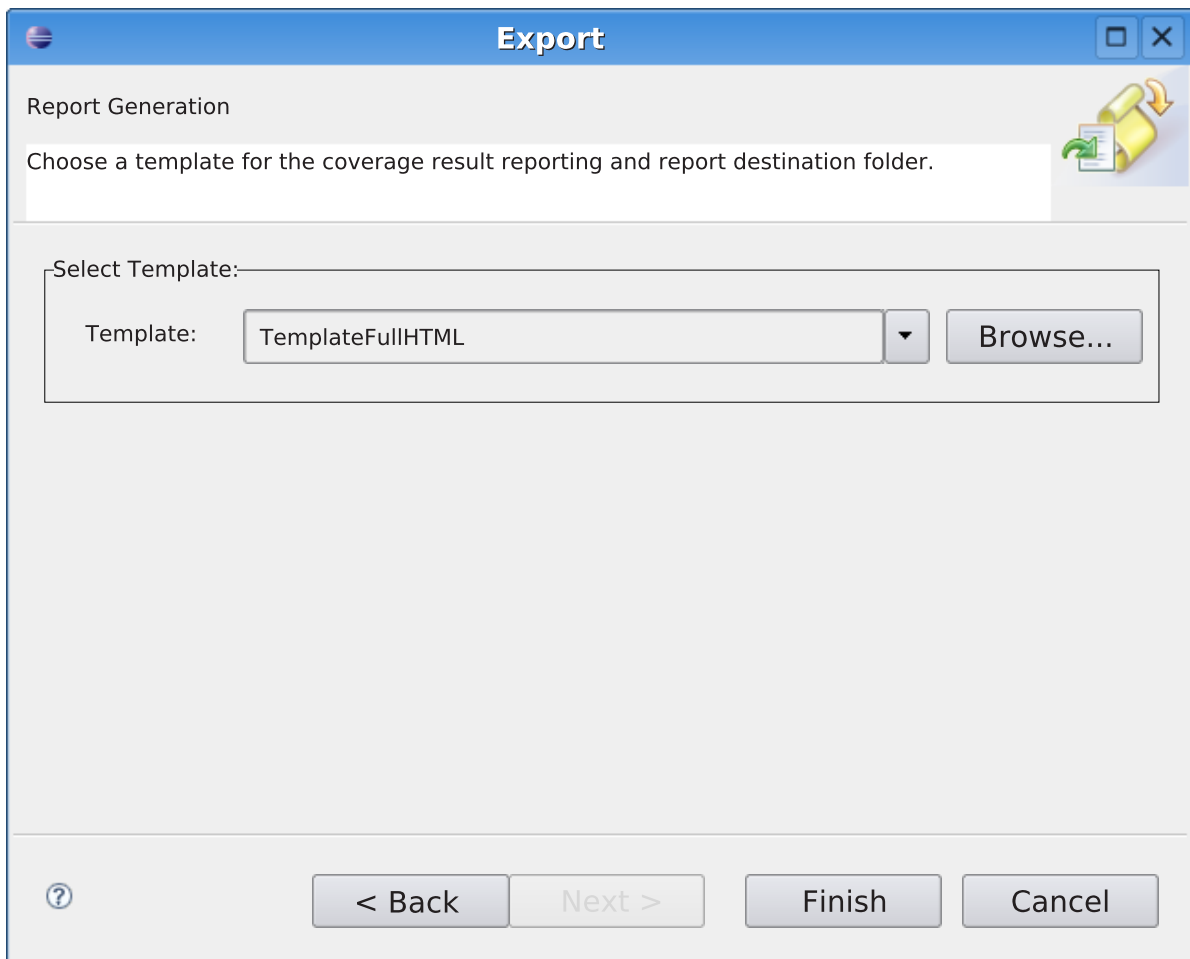 Export
Report Generation
Choose a template for the coverage result reporting and report destination folder.
Select Template:
Template: TemplateFullHTML Browse...
? < Back Next > Finish Cancel